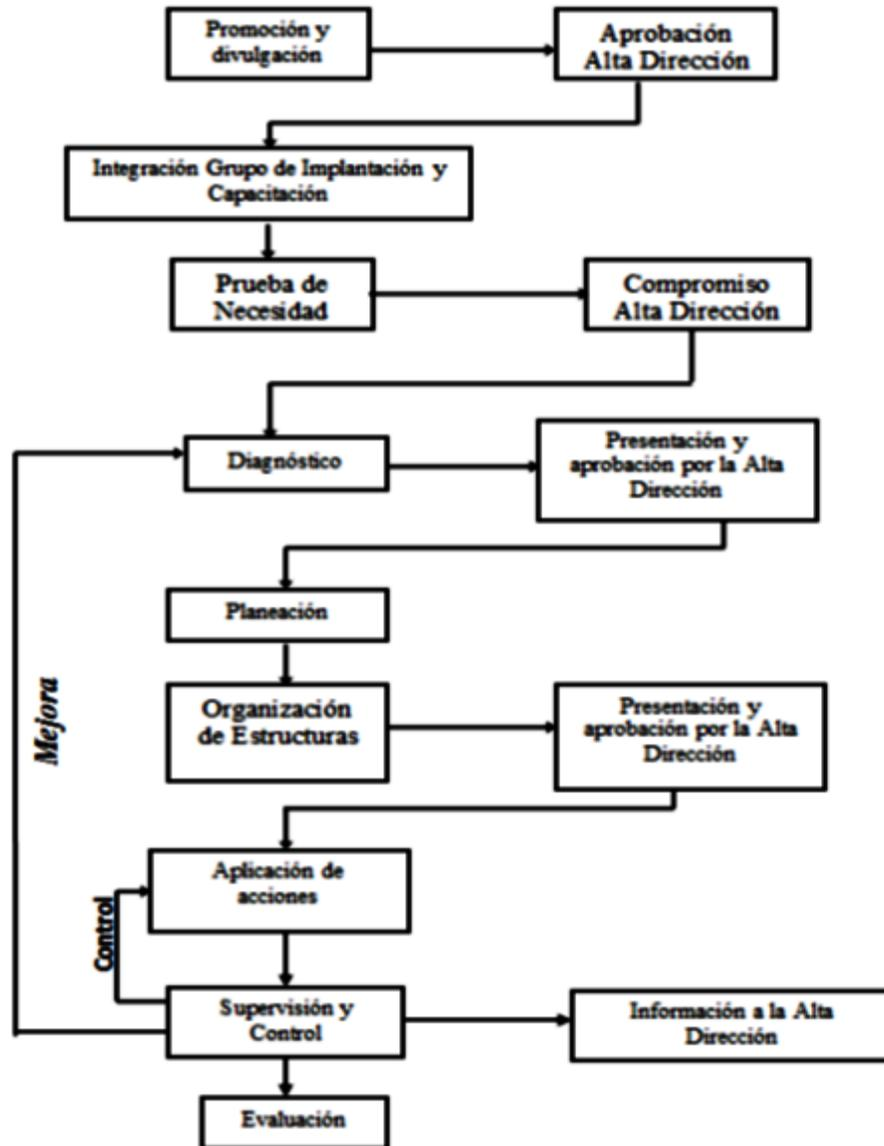 Promoción y
divulgación
Aprobación
Alta Dirección
Integración Grupo de Implantación y
Capacitación
Prueba de
Necesidad
Compromiso
Alta Dirección
Diagnóstico
Presentación y
aprobación por la Alta
Dirección
Planeación
Mejora
Organización
de Estructuras
Presentación y
aprobación por la Alta
Dirección
Aplicación de
acciones
Control
Supervisión y
Control
Información a la Alta
Dirección
Evaluación